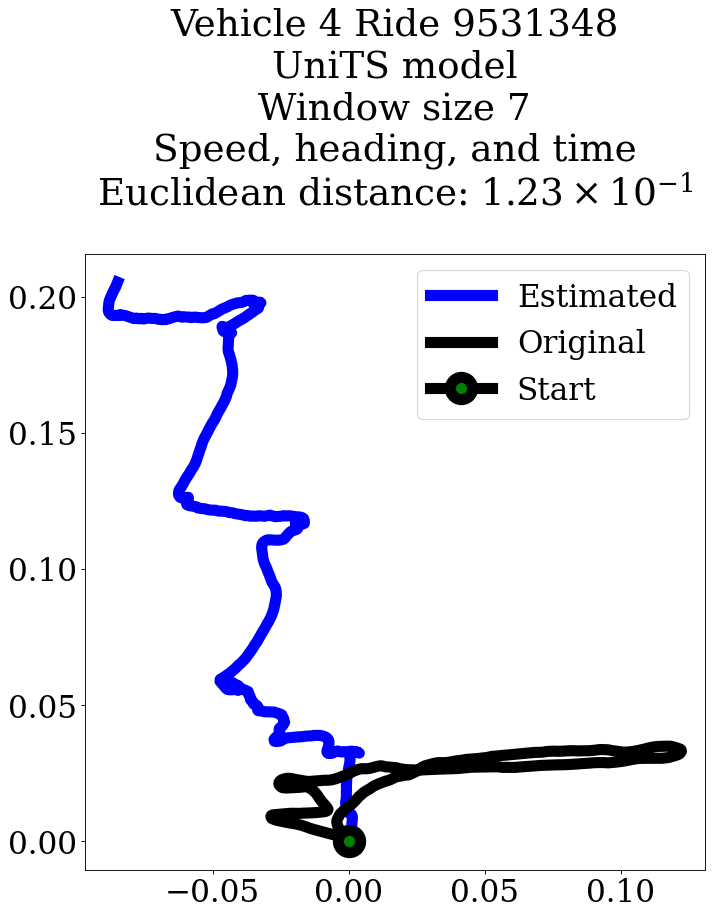 Vehicle 4 Ride 9531348
UniTS model
Window size 7
Speed, heading, and time
Euclidean distance: $1.23 \times 10^{-1}$
Estimated
Original
Start
0.20
0.15
0.10
0.05
0.00
−0.05 0.00 0.05 0.10